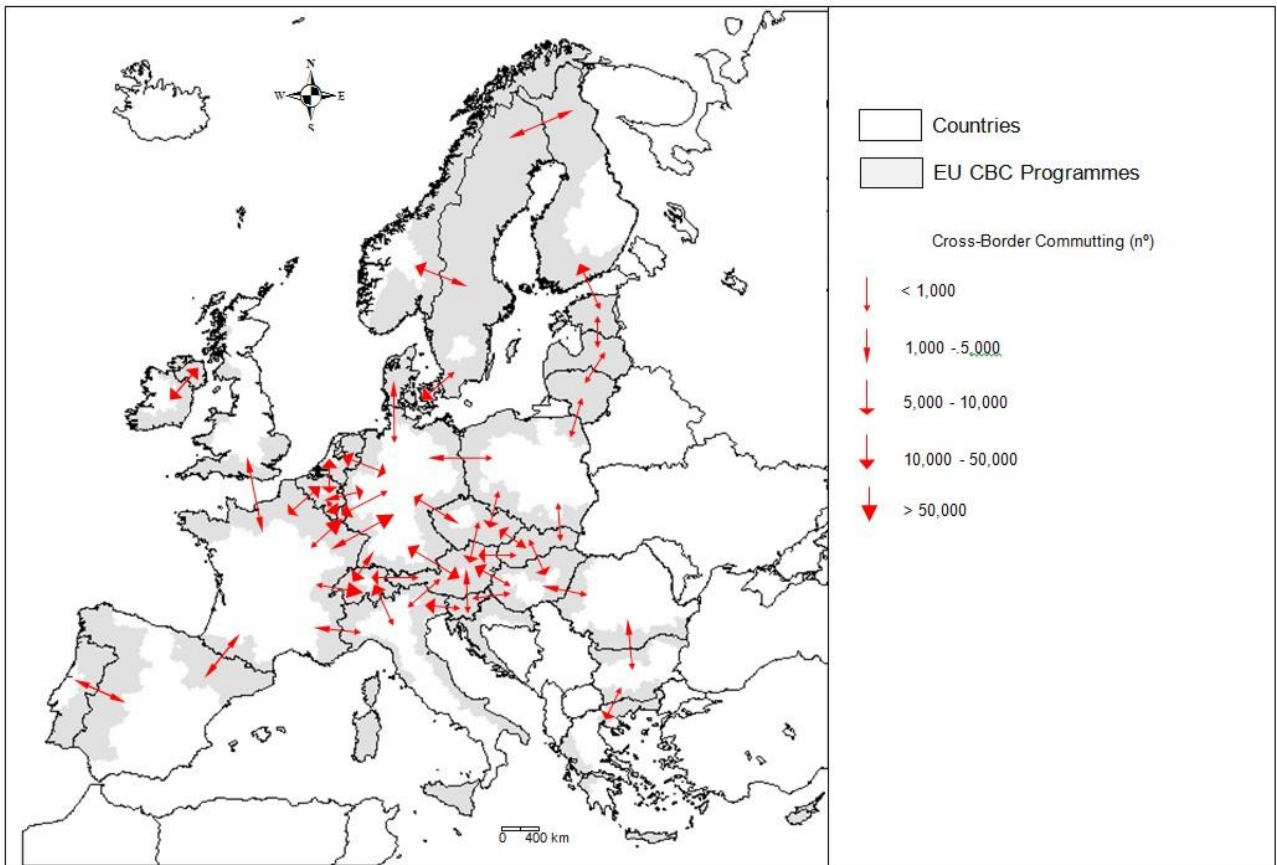 N
W E
S
0 400 km
Countries
EU CBC Programmes
Cross-Border Commutting (nº)
< 1,000
1,000 - 5,000
5,000 - 10,000
10,000 - 50,000
> 50,000